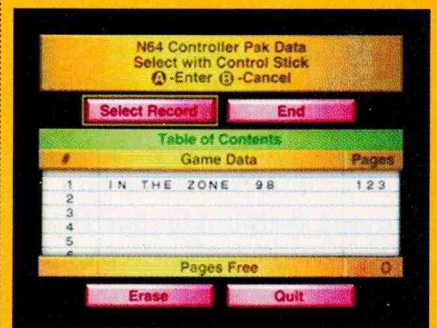 N64 Controller Pak Data
Select with Control Stick
A -Enter B -Cancel
Select Record End
Table of Contents
# Game Data Pages
1 IN THE ZONE '98 123
2
3
4
5
6
Pages Free 0
Erase Quit